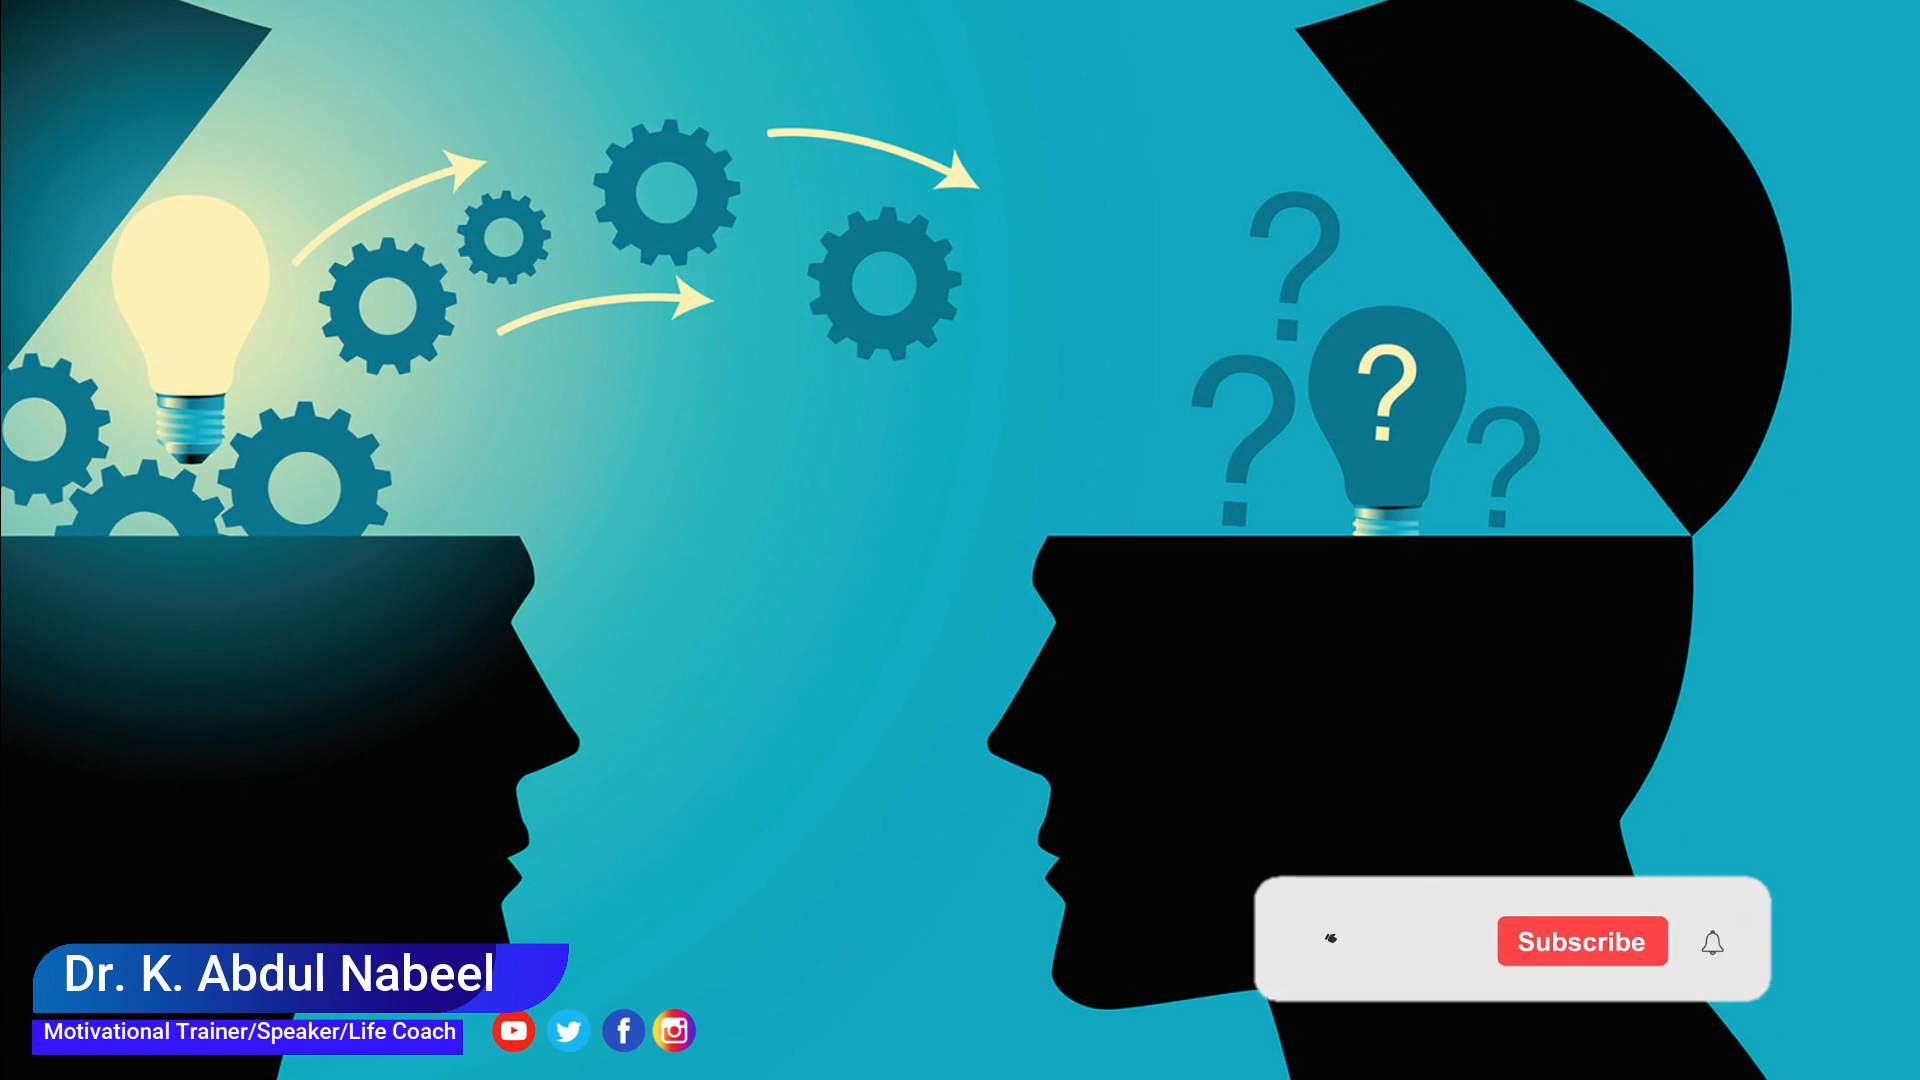 ?
?
?
?
Subscribe
Dr. K. Abdul Nabeel
Motivational Trainer/Speaker/Life Coach